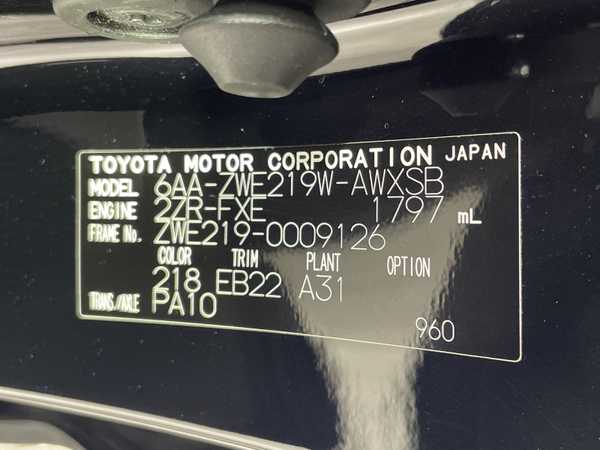 TOYOTA MOTOR CORPORATION JAPAN
MODEL 6AA-ZWE219W-AWXSB
ENGINE 2ZR-FXE 1797 mL
FRAME No. ZWE219-0009126
COLOR TRIM PLANT OPTION
218 EB22 A31
TRANS./AXLE PA10
960